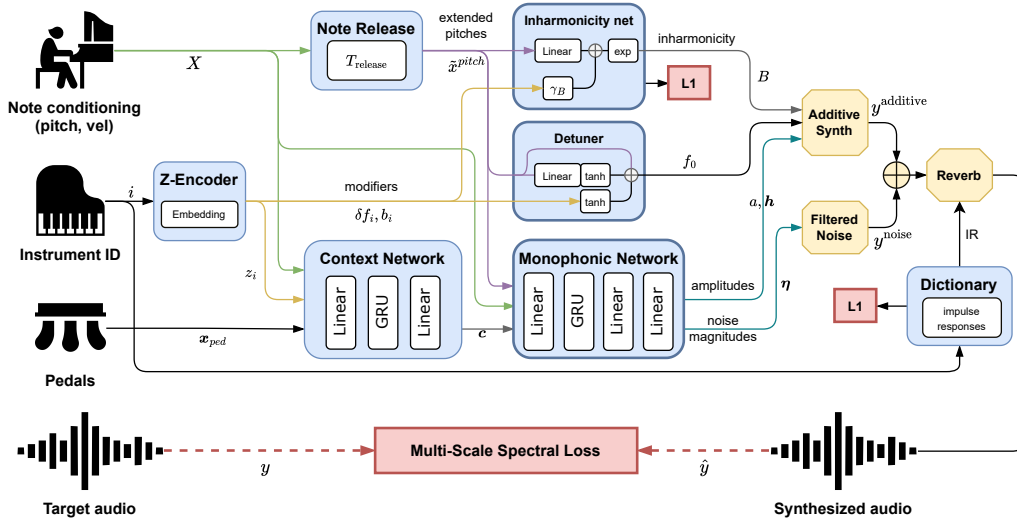 Note conditioning
(pitch, vel)
X
Note Release
T_release
extended
pitches
x̃^pitch
Inharmonicity net
Linear
exp
γ_B
L1
inharmonicity
B
Detuner
Linear
tanh
tanh
f_0
Additive
Synth
y^additive
Instrument ID
i
Z-Encoder
Embedding
modifiers
δf_i, b_i
z_i
a, h
Filtered
Noise
y^noise
Reverb
IR
Context Network
Linear
GRU
Linear
c
Monophonic Network
Linear
GRU
Linear
Linear
amplitudes
noise
magnitudes
η
L1
Dictionary
impulse
responses
Pedals
x_ped
Target audio
y
Multi-Scale Spectral Loss
ŷ
Synthesized audio